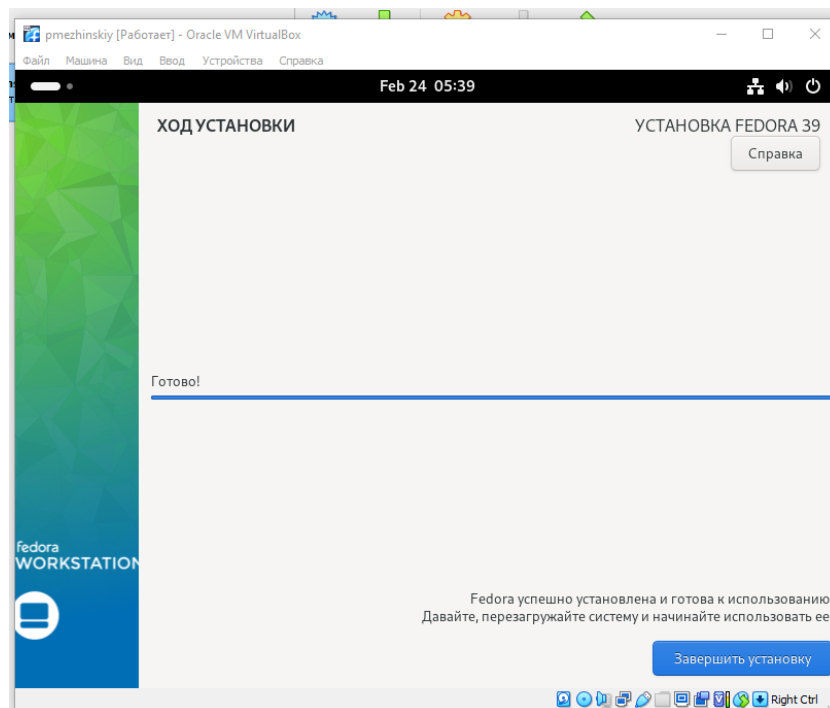 pmezhinskiy [Работает] - Oracle VM VirtualBox
Файл Машина Вид Ввод Устройства Справка
Feb 24 05:39
ХОД УСТАНОВКИ
УСТАНОВКА FEDORA 39
Справка
Готово!
fedora
WORKSTATION
Fedora успешно установлена и готова к использованию
Давайте, перезагружайте систему и начинайте использовать ее
Завершить установку
Right Ctrl